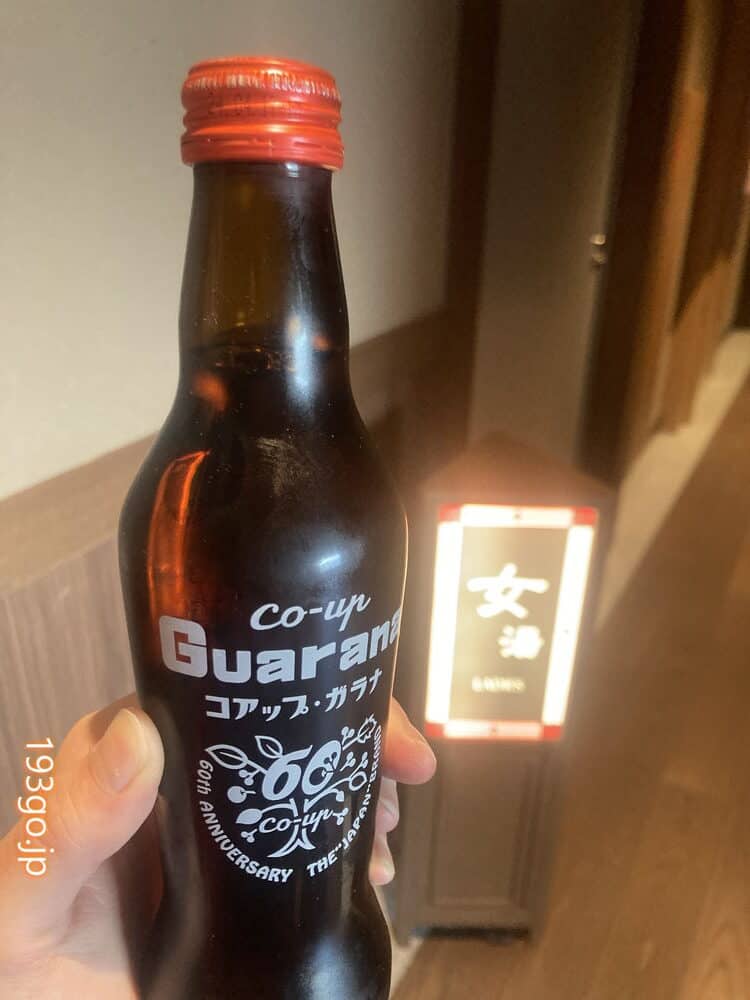 co-up
Guarana
コアップ・ガラナ
60
co-up
60th ANNIVERSARY THE "JAPAN" BRAND
女湯
LADIES
193go.jp